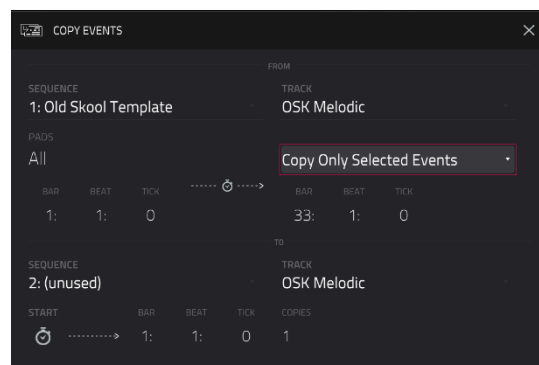 COPY EVENTS
FROM
SEQUENCE TRACK
1: Old Skool Template OSK Melodic
PADS
All Copy Only Selected Events
BAR BEAT TICK BAR BEAT TICK
1: 1: 0 33: 1: 0
TO
SEQUENCE TRACK
2: (unused) OSK Melodic
START BAR BEAT TICK COPIES
1: 1: 0 1